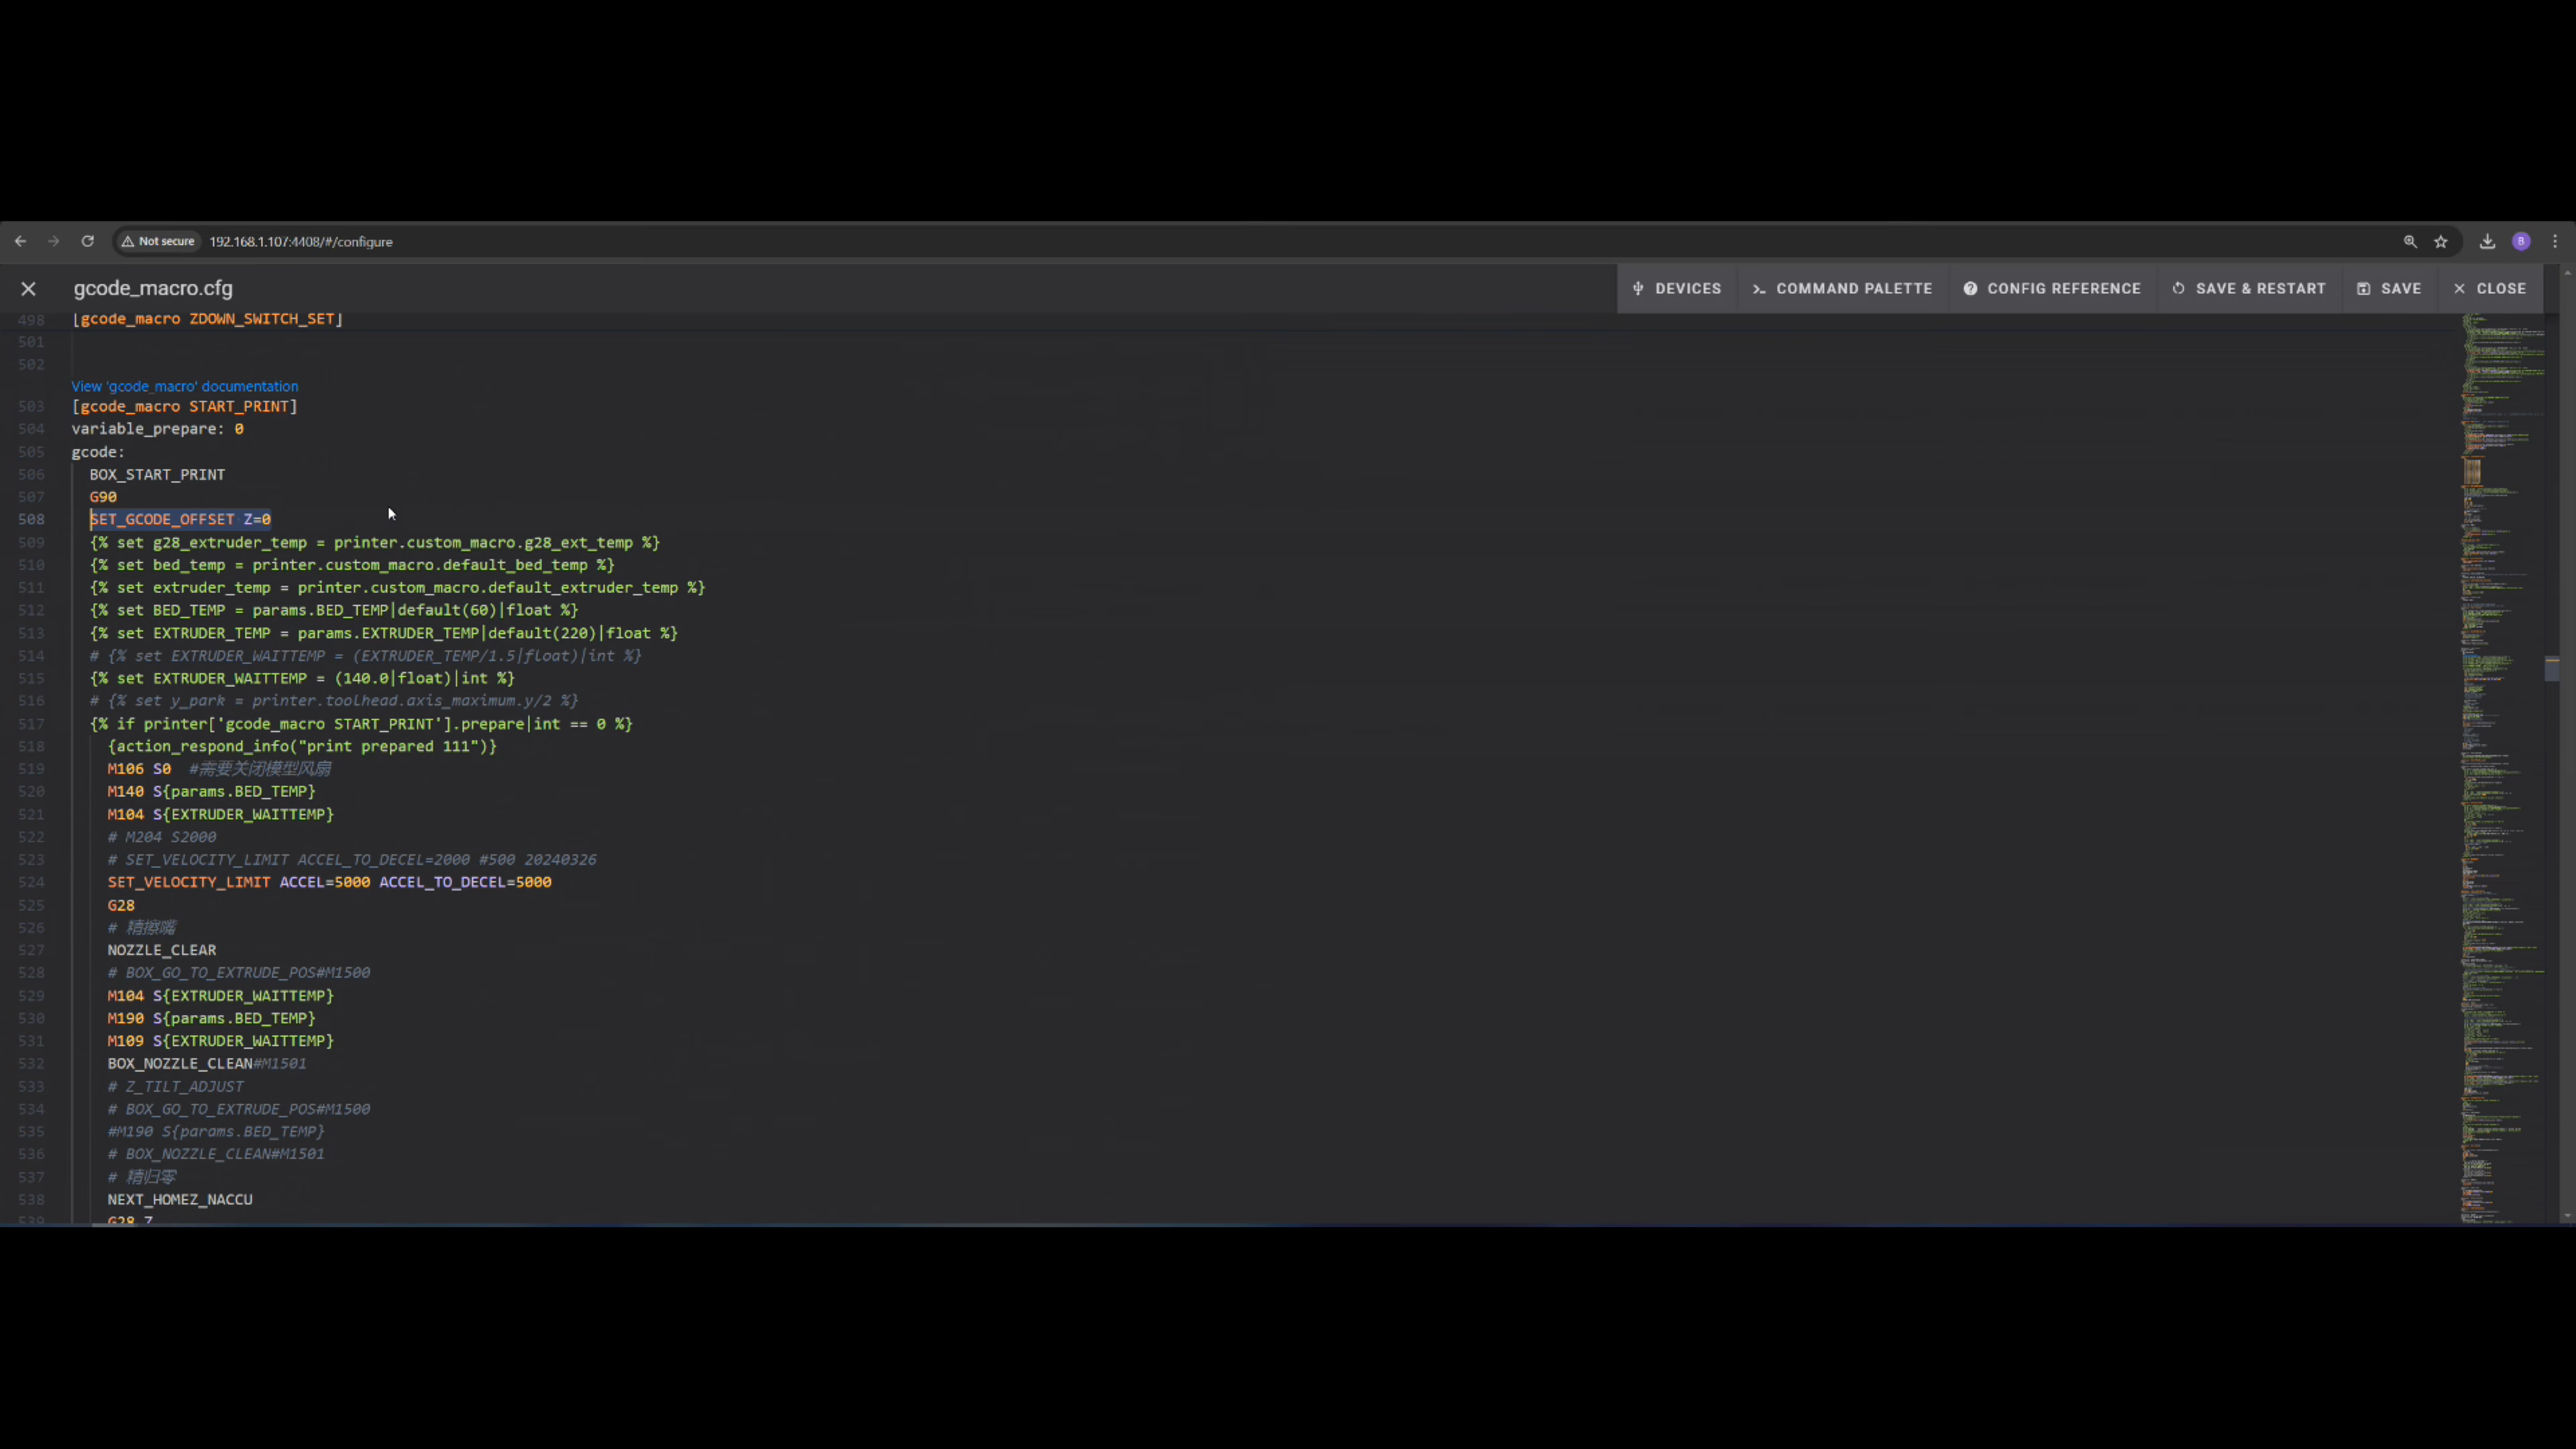 Not secure 192.168.1.107:4408/#/configure
B
gcode_macro.cfg
DEVICES
COMMAND PALETTE
CONFIG REFERENCE
SAVE & RESTART
SAVE
CLOSE
498 [gcode_macro ZDOWN_SWITCH_SET]
501
502
View 'gcode_macro' documentation
503 [gcode_macro START_PRINT]
504 variable_prepare: 0
505 gcode:
506 BOX_START_PRINT
507 G90
508 SET_GCODE_OFFSET Z=0
509 {% set g28_extruder_temp = printer.custom_macro.g28_ext_temp %}
510 {% set bed_temp = printer.custom_macro.default_bed_temp %}
511 {% set extruder_temp = printer.custom_macro.default_extruder_temp %}
512 {% set BED_TEMP = params.BED_TEMP|default(60)|float %}
513 {% set EXTRUDER_TEMP = params.EXTRUDER_TEMP|default(220)|float %}
514 # {% set EXTRUDER_WAITTEMP = (EXTRUDER_TEMP/1.5|float)|int %}
515 {% set EXTRUDER_WAITTEMP = (140.0|float)|int %}
516 # {% set y_park = printer.toolhead.axis_maximum.y/2 %}
517 {% if printer['gcode_macro START_PRINT'].prepare|int == 0 %}
518 {action_respond_info("print prepared 111")}
519 M106 S0 #需要关闭模型风扇
520 M140 S{params.BED_TEMP}
521 M104 S{EXTRUDER_WAITTEMP}
522 # M204 S2000
523 # SET_VELOCITY_LIMIT ACCEL_TO_DECEL=2000 #500 20240326
524 SET_VELOCITY_LIMIT ACCEL=5000 ACCEL_TO_DECEL=5000
525 G28
526 # 精擦嘴
527 NOZZLE_CLEAR
528 # BOX_GO_TO_EXTRUDE_POS#M1500
529 M104 S{EXTRUDER_WAITTEMP}
530 M190 S{params.BED_TEMP}
531 M109 S{EXTRUDER_WAITTEMP}
532 BOX_NOZZLE_CLEAN#M1501
533 # Z_TILT_ADJUST
534 # BOX_GO_TO_EXTRUDE_POS#M1500
535 #M190 S{params.BED_TEMP}
536 # BOX_NOZZLE_CLEAN#M1501
537 # 精归零
538 NEXT_HOMEZ_NACCU
539 G28 Z